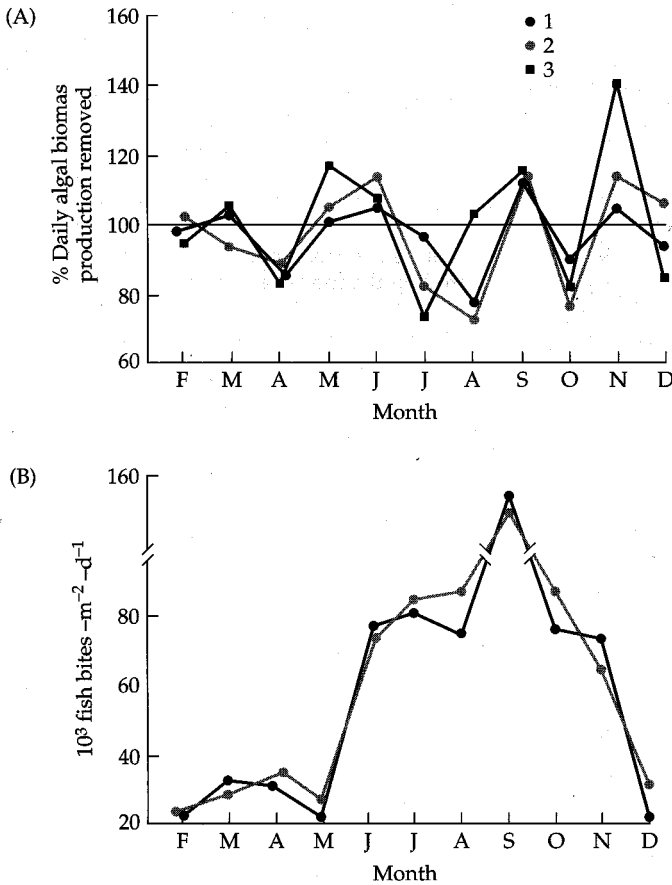 (A)
160
140
120
100
80
60
% Daily algal biomas
production removed
1
2
3
F M A M J J A S O N D
Month
(B)
160
80
60
40
20
10³ fish bites –m⁻² –d⁻¹
F M A M J J A S O N D
Month